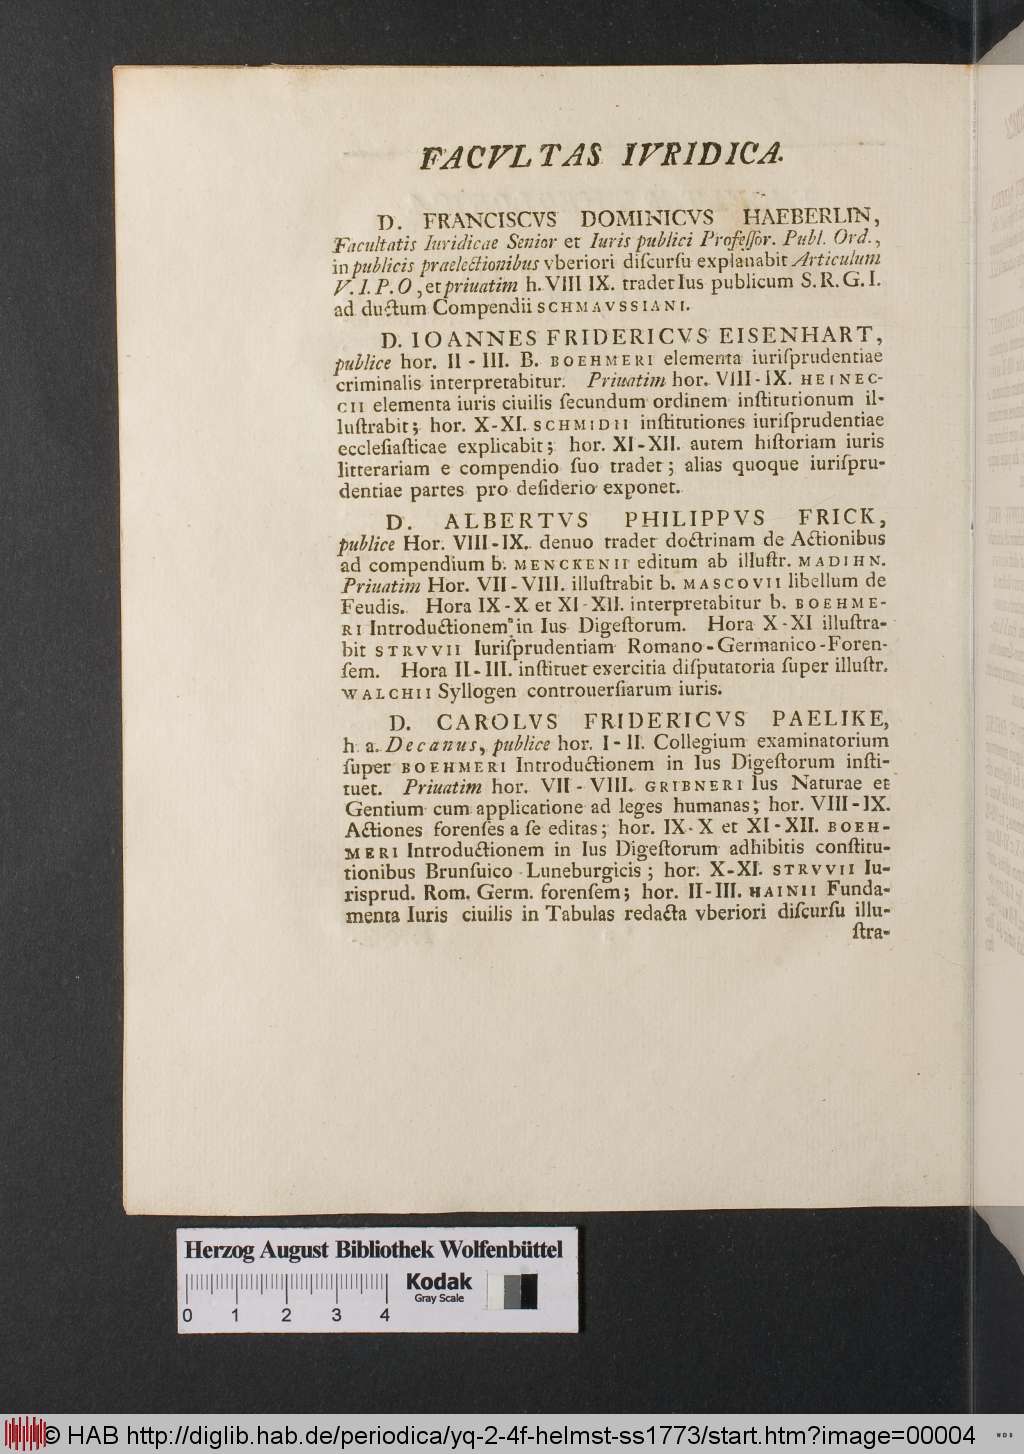 FACVLTAS IVRIDICA.
D. FRANCISCVS DOMINICVS HAEBERLIN,
Facultatis Iuridicae Senior et Iuris publici Profeſſor. Publ. Ord.,
in publicis praelectionibus vberiori diſcurſu explanabit Articulum
V. I. P. O, et priuatim h. VIII IX. tradet Ius publicum S. R. G. I.
ad ductum Compendii SCHMAVSSIANI.
D. IOANNES FRIDERICVS EISENHART,
publice hor. II - III. B. BOEHMERI elementa iuriſprudentiae
criminalis interpretabitur. Priuatim hor. VIII-IX. HEINEC-
CII elementa iuris ciuilis ſecundum ordinem inſtitutionum il-
luſtrabit; hor. X-XI. SCHMIDII inſtitutiones iuriſprudentiae
eccleſiaſticae explicabit; hor. XI-XII. autem hiſtoriam iuris
litterariam e compendio ſuo tradet; alias quoque iuriſpru-
dentiae partes pro deſiderio exponet.
D. ALBERTVS PHILIPPVS FRICK,
publice Hor. VIII-IX. denuo tradet doctrinam de Actionibus
ad compendium b. MENCKENII editum ab illuſtr. MADIHN.
Priuatim Hor. VII-VIII. illuſtrabit b. MASCOVII libellum de
Feudis. Hora IX-X et XI-XII. interpretabitur b. BOEHME-
RI Introductionem in Ius Digeſtorum. Hora X-XI illuſtra-
bit STRVVII Iuriſprudentiam Romano-Germanico-Foren-
ſem. Hora II-III. inſtituet exercitia diſputatoria ſuper illuſtr.
WALCHII Syllogen controuerſiarum iuris.
D. CAROLVS FRIDERICVS PAELIKE,
h. a. Decanus, publice hor. I-II. Collegium examinatorium
ſuper BOEHMERI Introductionem in Ius Digeſtorum inſti-
tuet. Priuatim hor. VII-VIII. GRIBNERI Ius Naturae et
Gentium cum applicatione ad leges humanas; hor. VIII-IX.
Actiones forenſes a ſe editas; hor. IX-X et XI-XII. BOEH-
MERI Introductionem in Ius Digeſtorum adhibitis conſtitu-
tionibus Brunſuico-Luneburgicis; hor. X-XI. STRVVII Iu-
risprud. Rom. Germ. forenſem; hor. II-III. HAINII Funda-
menta Iuris ciuilis in Tabulas redacta vberiori diſcurſu illu-
ſtra-
Herzog August Bibliothek Wolfenbüttel
Kodak
Gray Scale
0 1 2 3 4
© HAB http://diglib.hab.de/periodica/yq-2-4f-helmst-ss1773/start.htm?image=00004